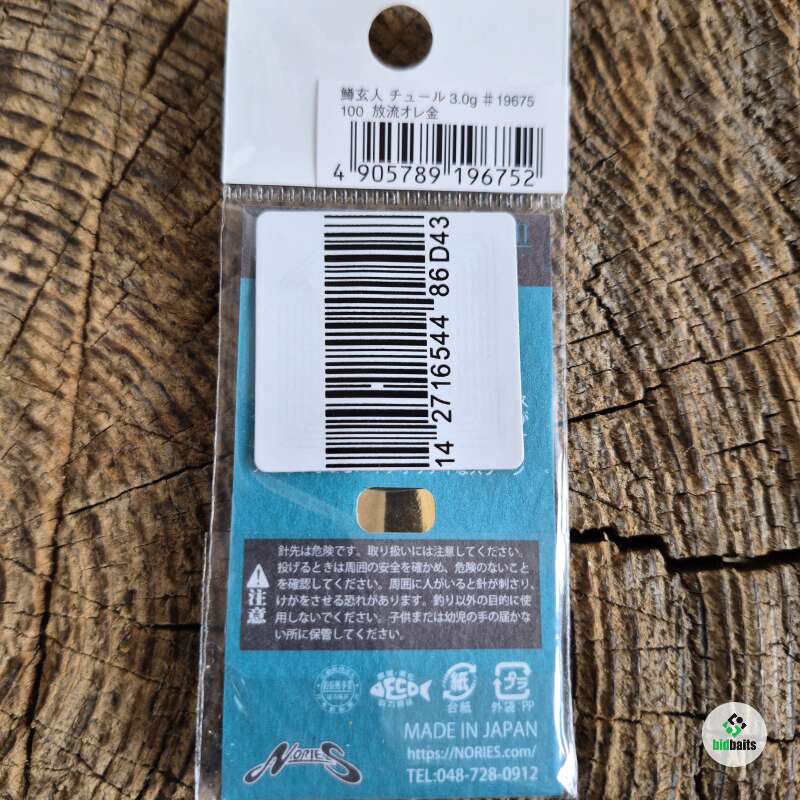 鱒玄人 チュール 3.0g #19675
100 放流オレ金
4 905789 196752
14 2716544 86D43
針先は危険です。取り扱いには注意してください。
投げるときは周囲の安全を確かめ、危険のないこと
を確認してください。周囲に人がいると針が刺さり、
けがをさせる恐れがあります。釣り以外の目的に使
用しないでください。子供または幼児の手の届かな
い所に保管してください。
注意
ECO
紙
台紙
プラ
外袋 PP
MADE IN JAPAN
https://NORIES.com
TEL:048-728-0912
NORIES
bidbaits